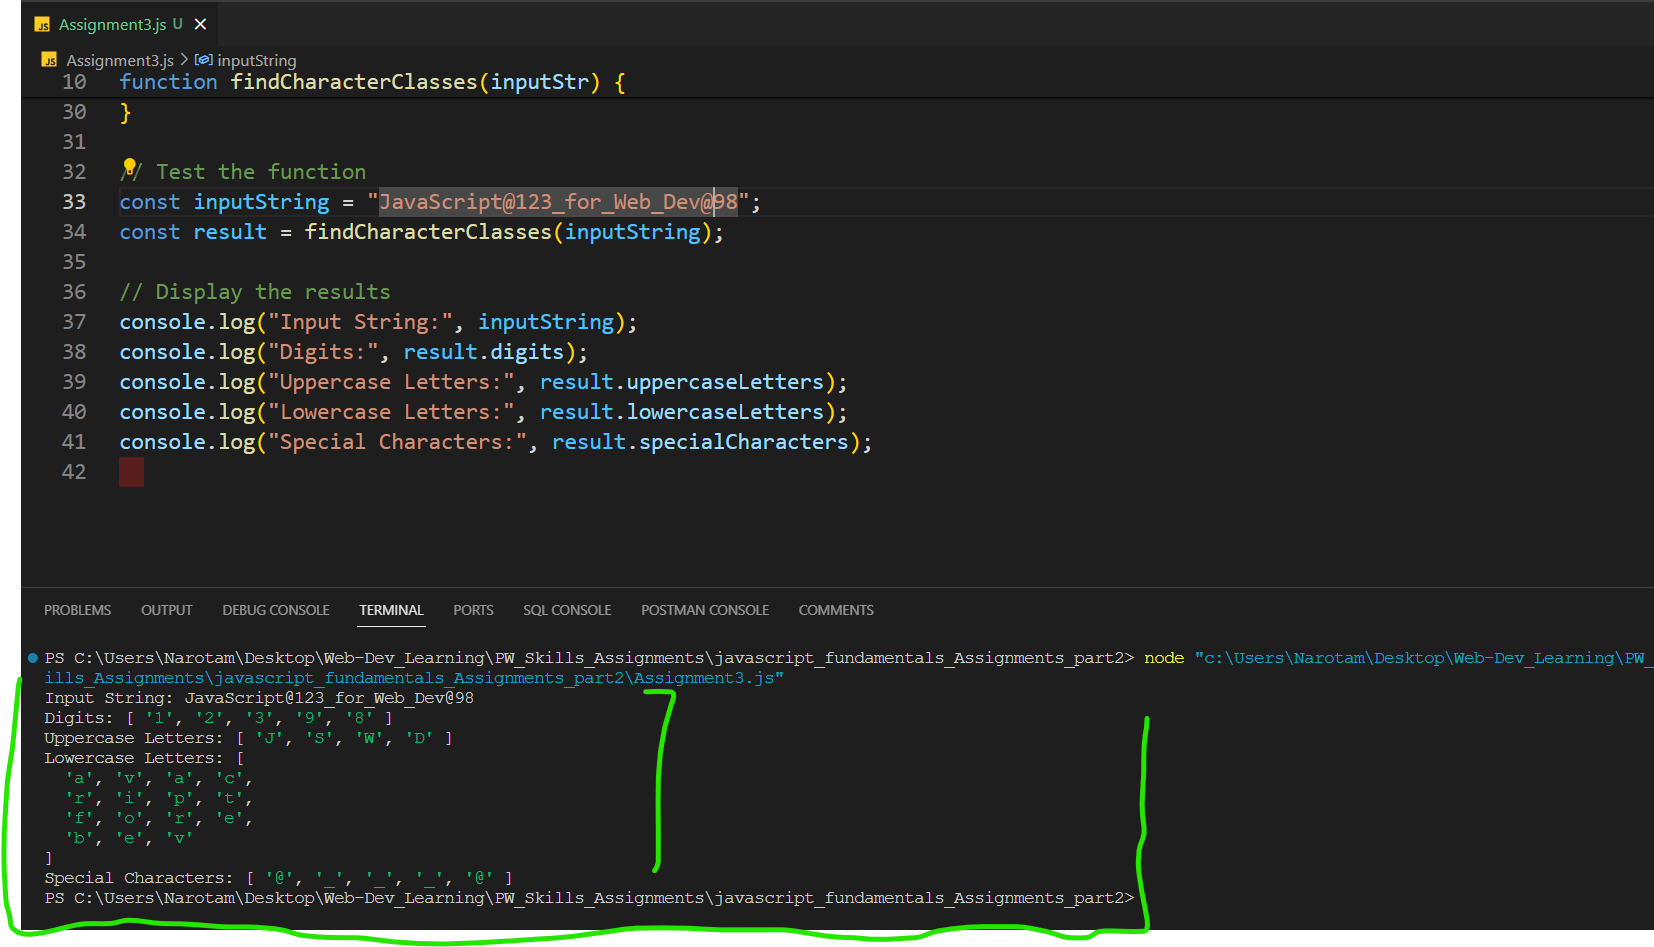 JS Assignment3.js U ×
JS Assignment3.js > inputString
10 function findCharacterClasses(inputStr) {
30 }
31
32 // Test the function
33 const inputString = "JavaScript@123_for_Web_Dev@98";
34 const result = findCharacterClasses(inputString);
35
36 // Display the results
37 console.log("Input String:", inputString);
38 console.log("Digits:", result.digits);
39 console.log("Uppercase Letters:", result.uppercaseLetters);
40 console.log("Lowercase Letters:", result.lowercaseLetters);
41 console.log("Special Characters:", result.specialCharacters);
42
PROBLEMS OUTPUT DEBUG CONSOLE TERMINAL PORTS SQL CONSOLE POSTMAN CONSOLE COMMENTS
PS C:\Users\Narotam\Desktop\Web-Dev_Learning\PW_Skills_Assignments\javascript_fundamentals_Assignments_part2> node "c:\Users\Narotam\Desktop\Web-Dev_Learning\PW_
ills_Assignments\javascript_fundamentals_Assignments_part2\Assignment3.js"
Input String: JavaScript@123_for_Web_Dev@98
Digits: [ '1', '2', '3', '9', '8' ]
Uppercase Letters: [ 'J', 'S', 'W', 'D' ]
Lowercase Letters: [
'a', 'v', 'a', 'c',
'r', 'i', 'p', 't',
'f', 'o', 'r', 'e',
'b', 'e', 'v'
]
Special Characters: [ '@', '_', '_', '_', '@' ]
PS C:\Users\Narotam\Desktop\Web-Dev_Learning\PW_Skills_Assignments\javascript_fundamentals_Assignments_part2>